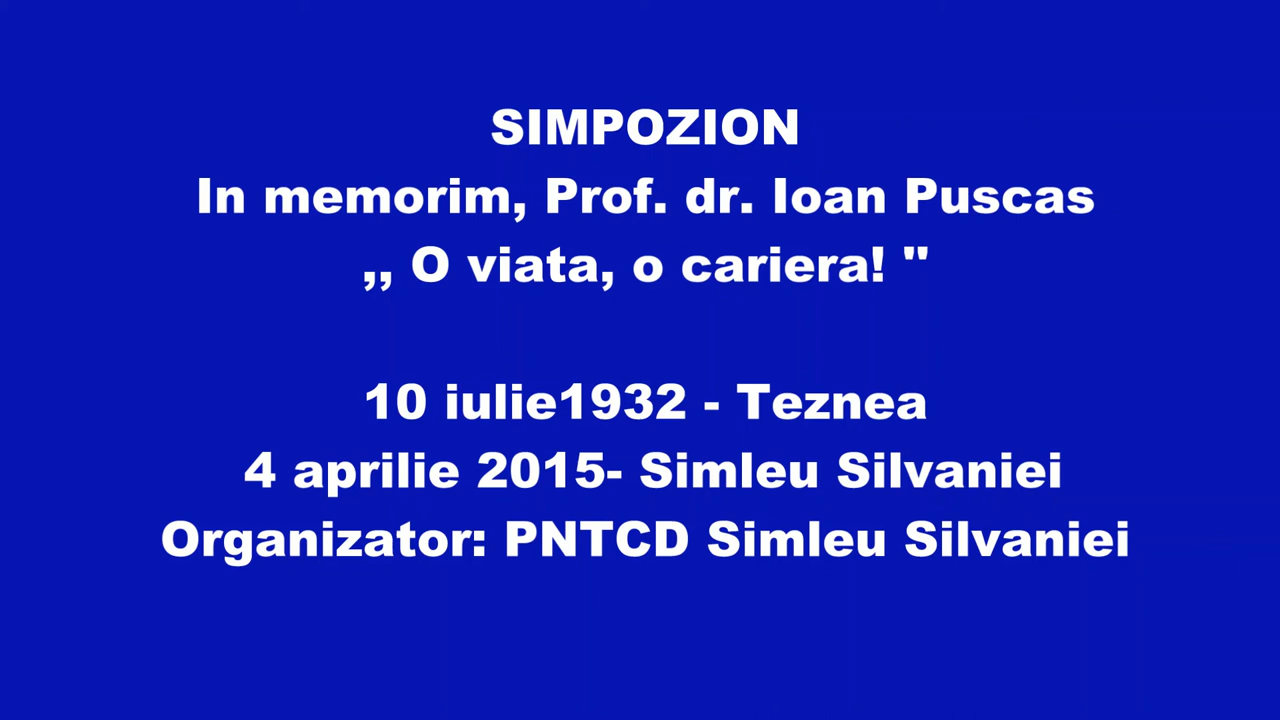 SIMPOZION
In memorim, Prof. dr. Ioan Puscas
,, O viata, o cariera! "
10 iulie1932 - Teznea
4 aprilie 2015- Simleu Silvaniei
Organizator: PNTCD Simleu Silvaniei